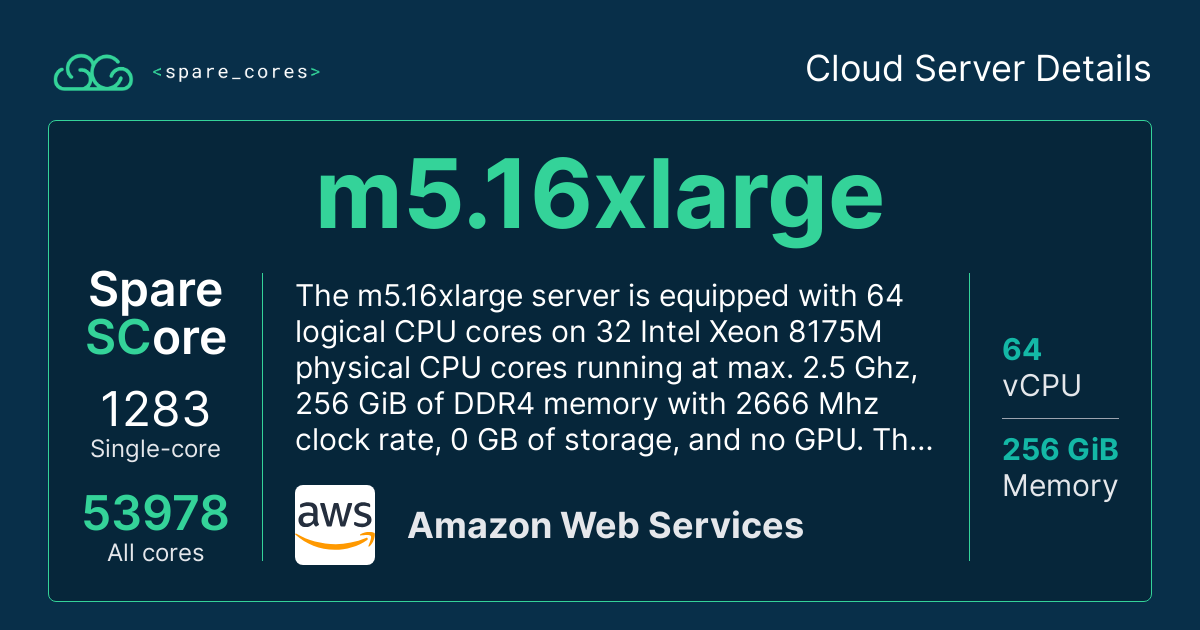 <spare_cores>
Cloud Server Details
m5.16xlarge
Spare
SCore
1283
Single-core
53978
All cores
The m5.16xlarge server is equipped with 64
logical CPU cores on 32 Intel Xeon 8175M
physical CPU cores running at max. 2.5 Ghz,
256 GiB of DDR4 memory with 2666 Mhz
clock rate, 0 GB of storage, and no GPU. Th...
aws
Amazon Web Services
64
vCPU
256 GiB
Memory